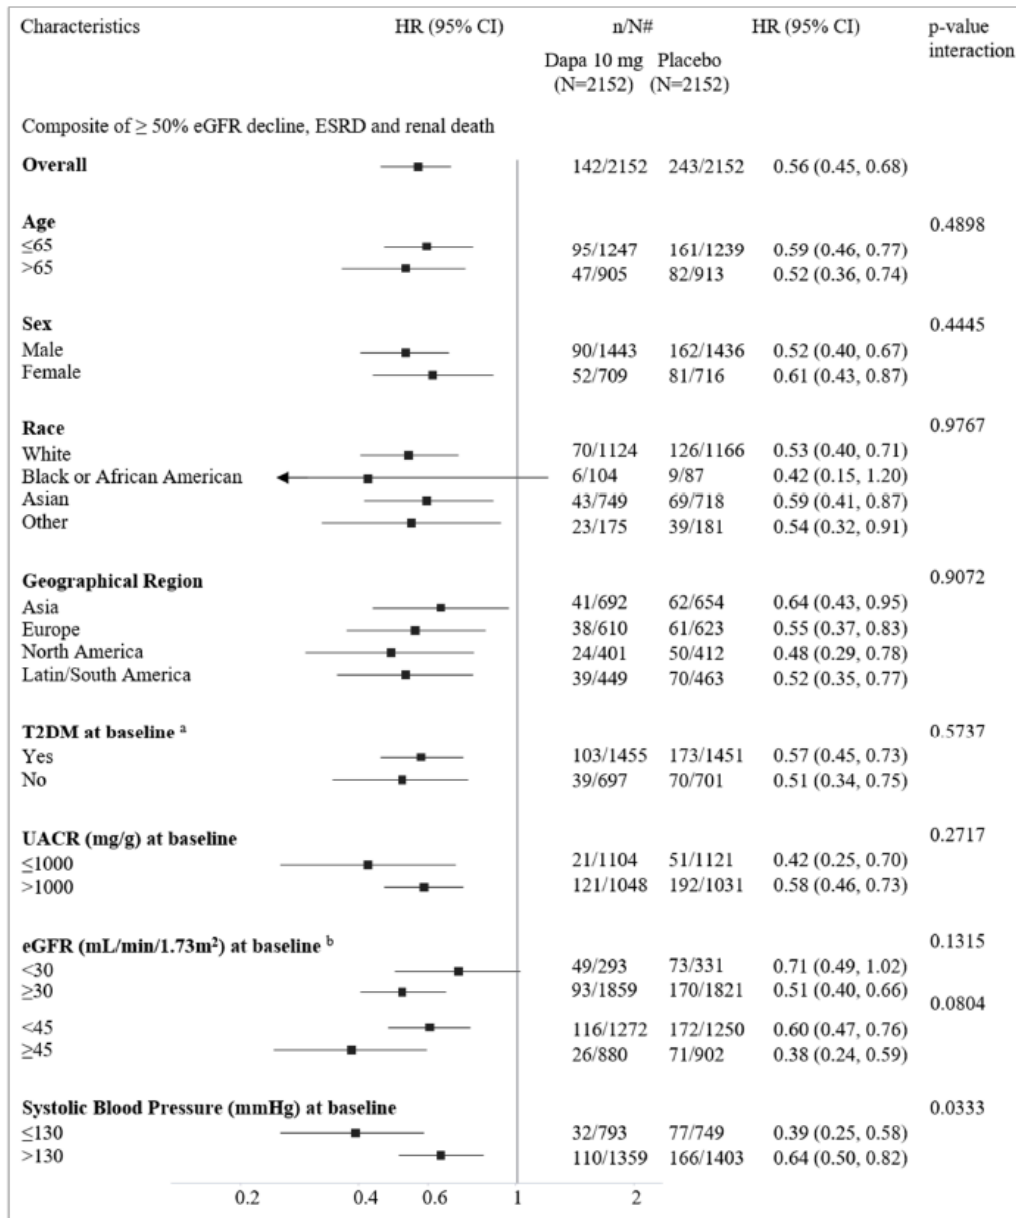 Characteristics HR (95% CI) n/N# HR (95% CI) p-value interaction
Dapa 10 mg (N=2152) Placebo (N=2152)
Composite of ≥ 50% eGFR decline, ESRD and renal death
Overall 142/2152 243/2152 0.56 (0.45, 0.68)
Age 0.4898
≤65 95/1247 161/1239 0.59 (0.46, 0.77)
>65 47/905 82/913 0.52 (0.36, 0.74)
Sex 0.4445
Male 90/1443 162/1436 0.52 (0.40, 0.67)
Female 52/709 81/716 0.61 (0.43, 0.87)
Race 0.9767
White 70/1124 126/1166 0.53 (0.40, 0.71)
Black or African American 6/104 9/87 0.42 (0.15, 1.20)
Asian 43/749 69/718 0.59 (0.41, 0.87)
Other 23/175 39/181 0.54 (0.32, 0.91)
Geographical Region 0.9072
Asia 41/692 62/654 0.64 (0.43, 0.95)
Europe 38/610 61/623 0.55 (0.37, 0.83)
North America 24/401 50/412 0.48 (0.29, 0.78)
Latin/South America 39/449 70/463 0.52 (0.35, 0.77)
T2DM at baseline ᵃ 0.5737
Yes 103/1455 173/1451 0.57 (0.45, 0.73)
No 39/697 70/701 0.51 (0.34, 0.75)
UACR (mg/g) at baseline 0.2717
≤1000 21/1104 51/1121 0.42 (0.25, 0.70)
>1000 121/1048 192/1031 0.58 (0.46, 0.73)
eGFR (mL/min/1.73m²) at baseline ᵇ 0.1315
<30 49/293 73/331 0.71 (0.49, 1.02)
≥30 93/1859 170/1821 0.51 (0.40, 0.66)
0.0804
<45 116/1272 172/1250 0.60 (0.47, 0.76)
≥45 26/880 71/902 0.38 (0.24, 0.59)
Systolic Blood Pressure (mmHg) at baseline 0.0333
≤130 32/793 77/749 0.39 (0.25, 0.58)
>130 110/1359 166/1403 0.64 (0.50, 0.82)
0.2 0.4 0.6 1 2